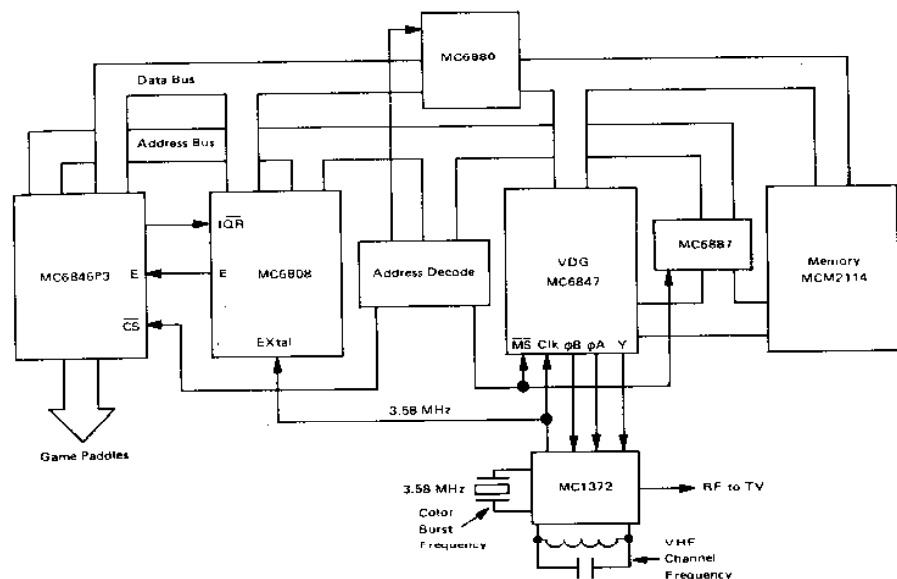 MC6880
Data Bus
Address Bus
IQR
MC6846P3
E
E
MC6808
Address Decode
VDG
MC6847
MC6887
Memory
MCM2114
CS
EXtal
MS Clk φB φA Y
3.58 MHz
Game Paddles
3.58 MHz
MC1372
RF to TV
Color
Burst
Frequency
VHF
Channel
Frequency